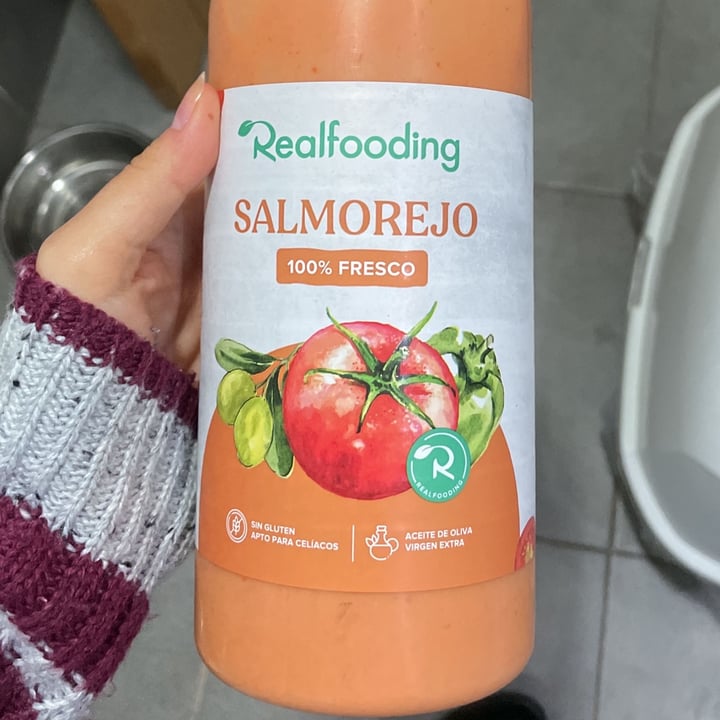 Realfooding
SALMOREJO
100% FRESCO
R
REALFOODING
SIN GLUTEN
APTO PARA CELÍACOS
ACEITE DE OLIVA
VIRGEN EXTRA